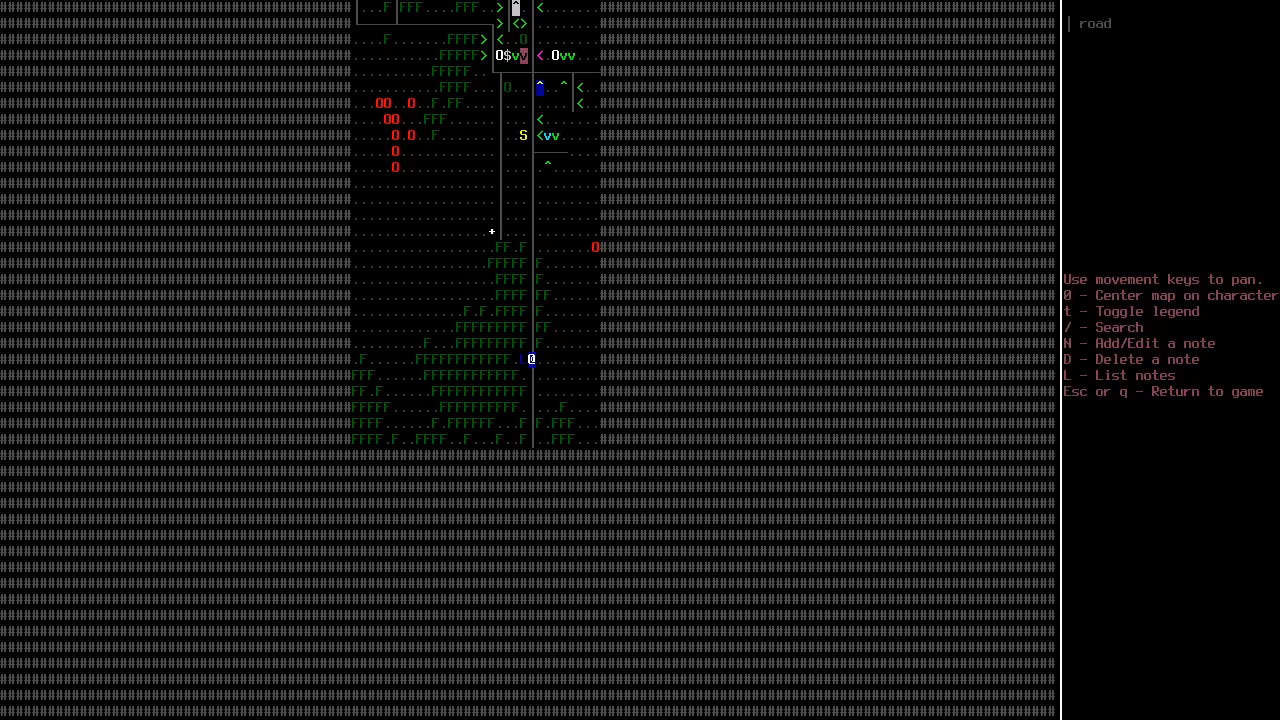 road
Use movement keys to pan.
0 - Center map on character
t - Toggle legend
/ - Search
N - Add/Edit a note
D - Delete a note
L - List notes
Esc or q - Return to game